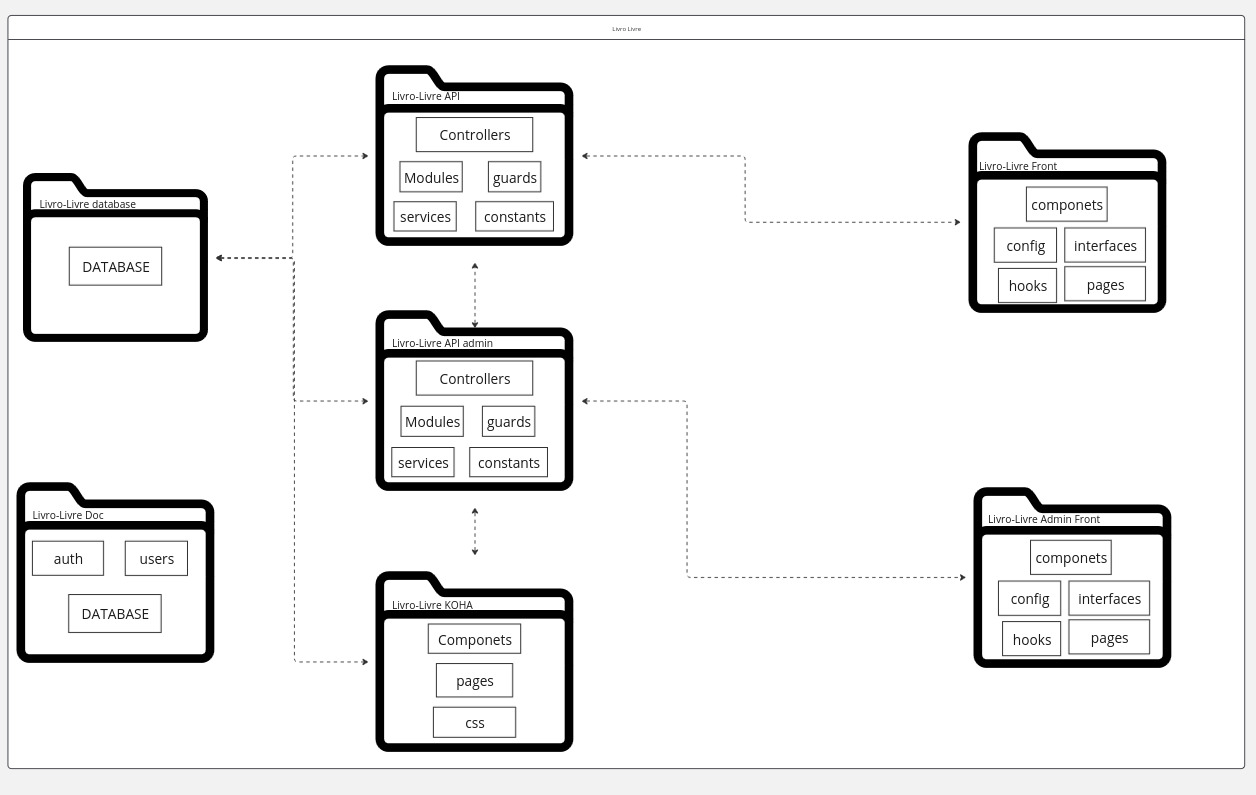 Livro Livre
Livro-Livre API
Controllers
Modules
guards
services
constants
Livro-Livre Front
componets
config
interfaces
hooks
pages
Livro-Livre database
DATABASE
Livro-Livre API admin
Controllers
Modules
guards
services
constants
Livro-Livre Doc
auth
users
DATABASE
Livro-Livre Admin Front
componets
config
interfaces
hooks
pages
Livro-Livre KOHA
Componets
pages
css